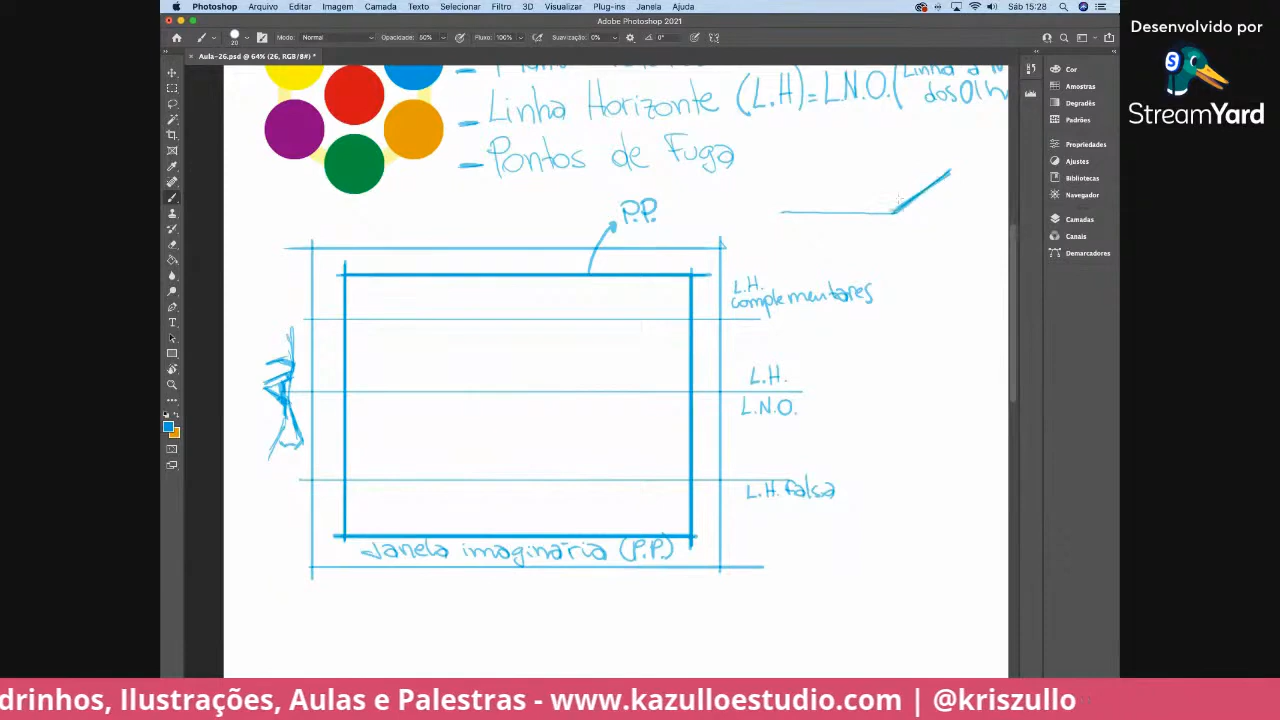 Photoshop Arquivo Editar Imagem Camada Texto Selecionar Filtro 3D Visualizar Plug-ins Janela Ajuda Sáb 15:28
Adobe Photoshop 2021
20 Modo: Normal Opacidade: 50% Fluxo: 100% Suavização: 0% 0°
Aula-26.psd @ 64% (26, RGB/8#) *
Desenvolvido por
StreamYard
Linha Horizonte (L.H)=L.N.O.(Linha
dos Olh
Pontos de Fuga
P.P.
L.H.
complementares
L.H.
L.N.O.
L.H. falsa
Janela imaginária (P.P.)
Cor
Amostras
Degradês
Padrões
Propriedades
Ajustes
Bibliotecas
Navegador
Camadas
Canais
Demarcadores
drinhos, Ilustrações, Aulas e Palestras - www.kazulloestudio.com | @kriszullo